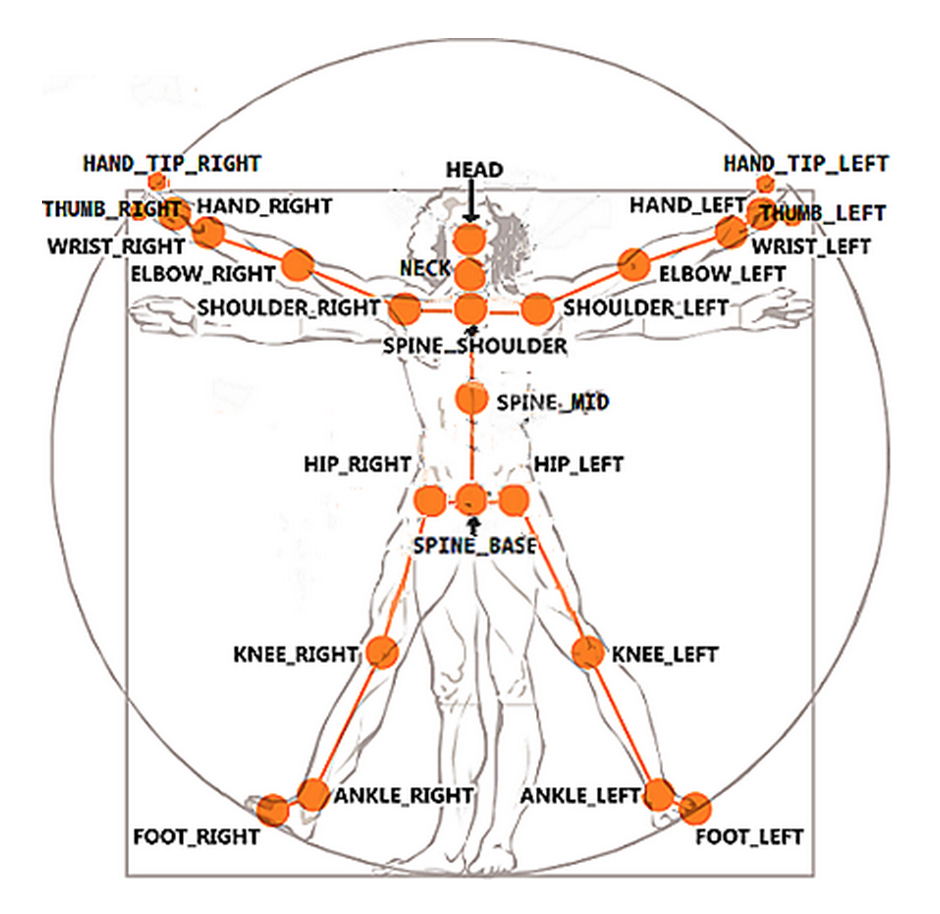 HAND_TIP_RIGHT
HEAD
HAND_TIP_LEFT
THUMB_RIGHT
HAND_RIGHT
HAND_LEFT
THUMB_LEFT
WRIST_RIGHT
WRIST_LEFT
ELBOW_RIGHT
NECK
ELBOW_LEFT
SHOULDER_RIGHT
SHOULDER_LEFT
SPINE_SHOULDER
SPINE_MID
HIP_RIGHT
HIP_LEFT
SPINE_BASE
KNEE_RIGHT
KNEE_LEFT
ANKLE_RIGHT
ANKLE_LEFT
FOOT_RIGHT
FOOT_LEFT